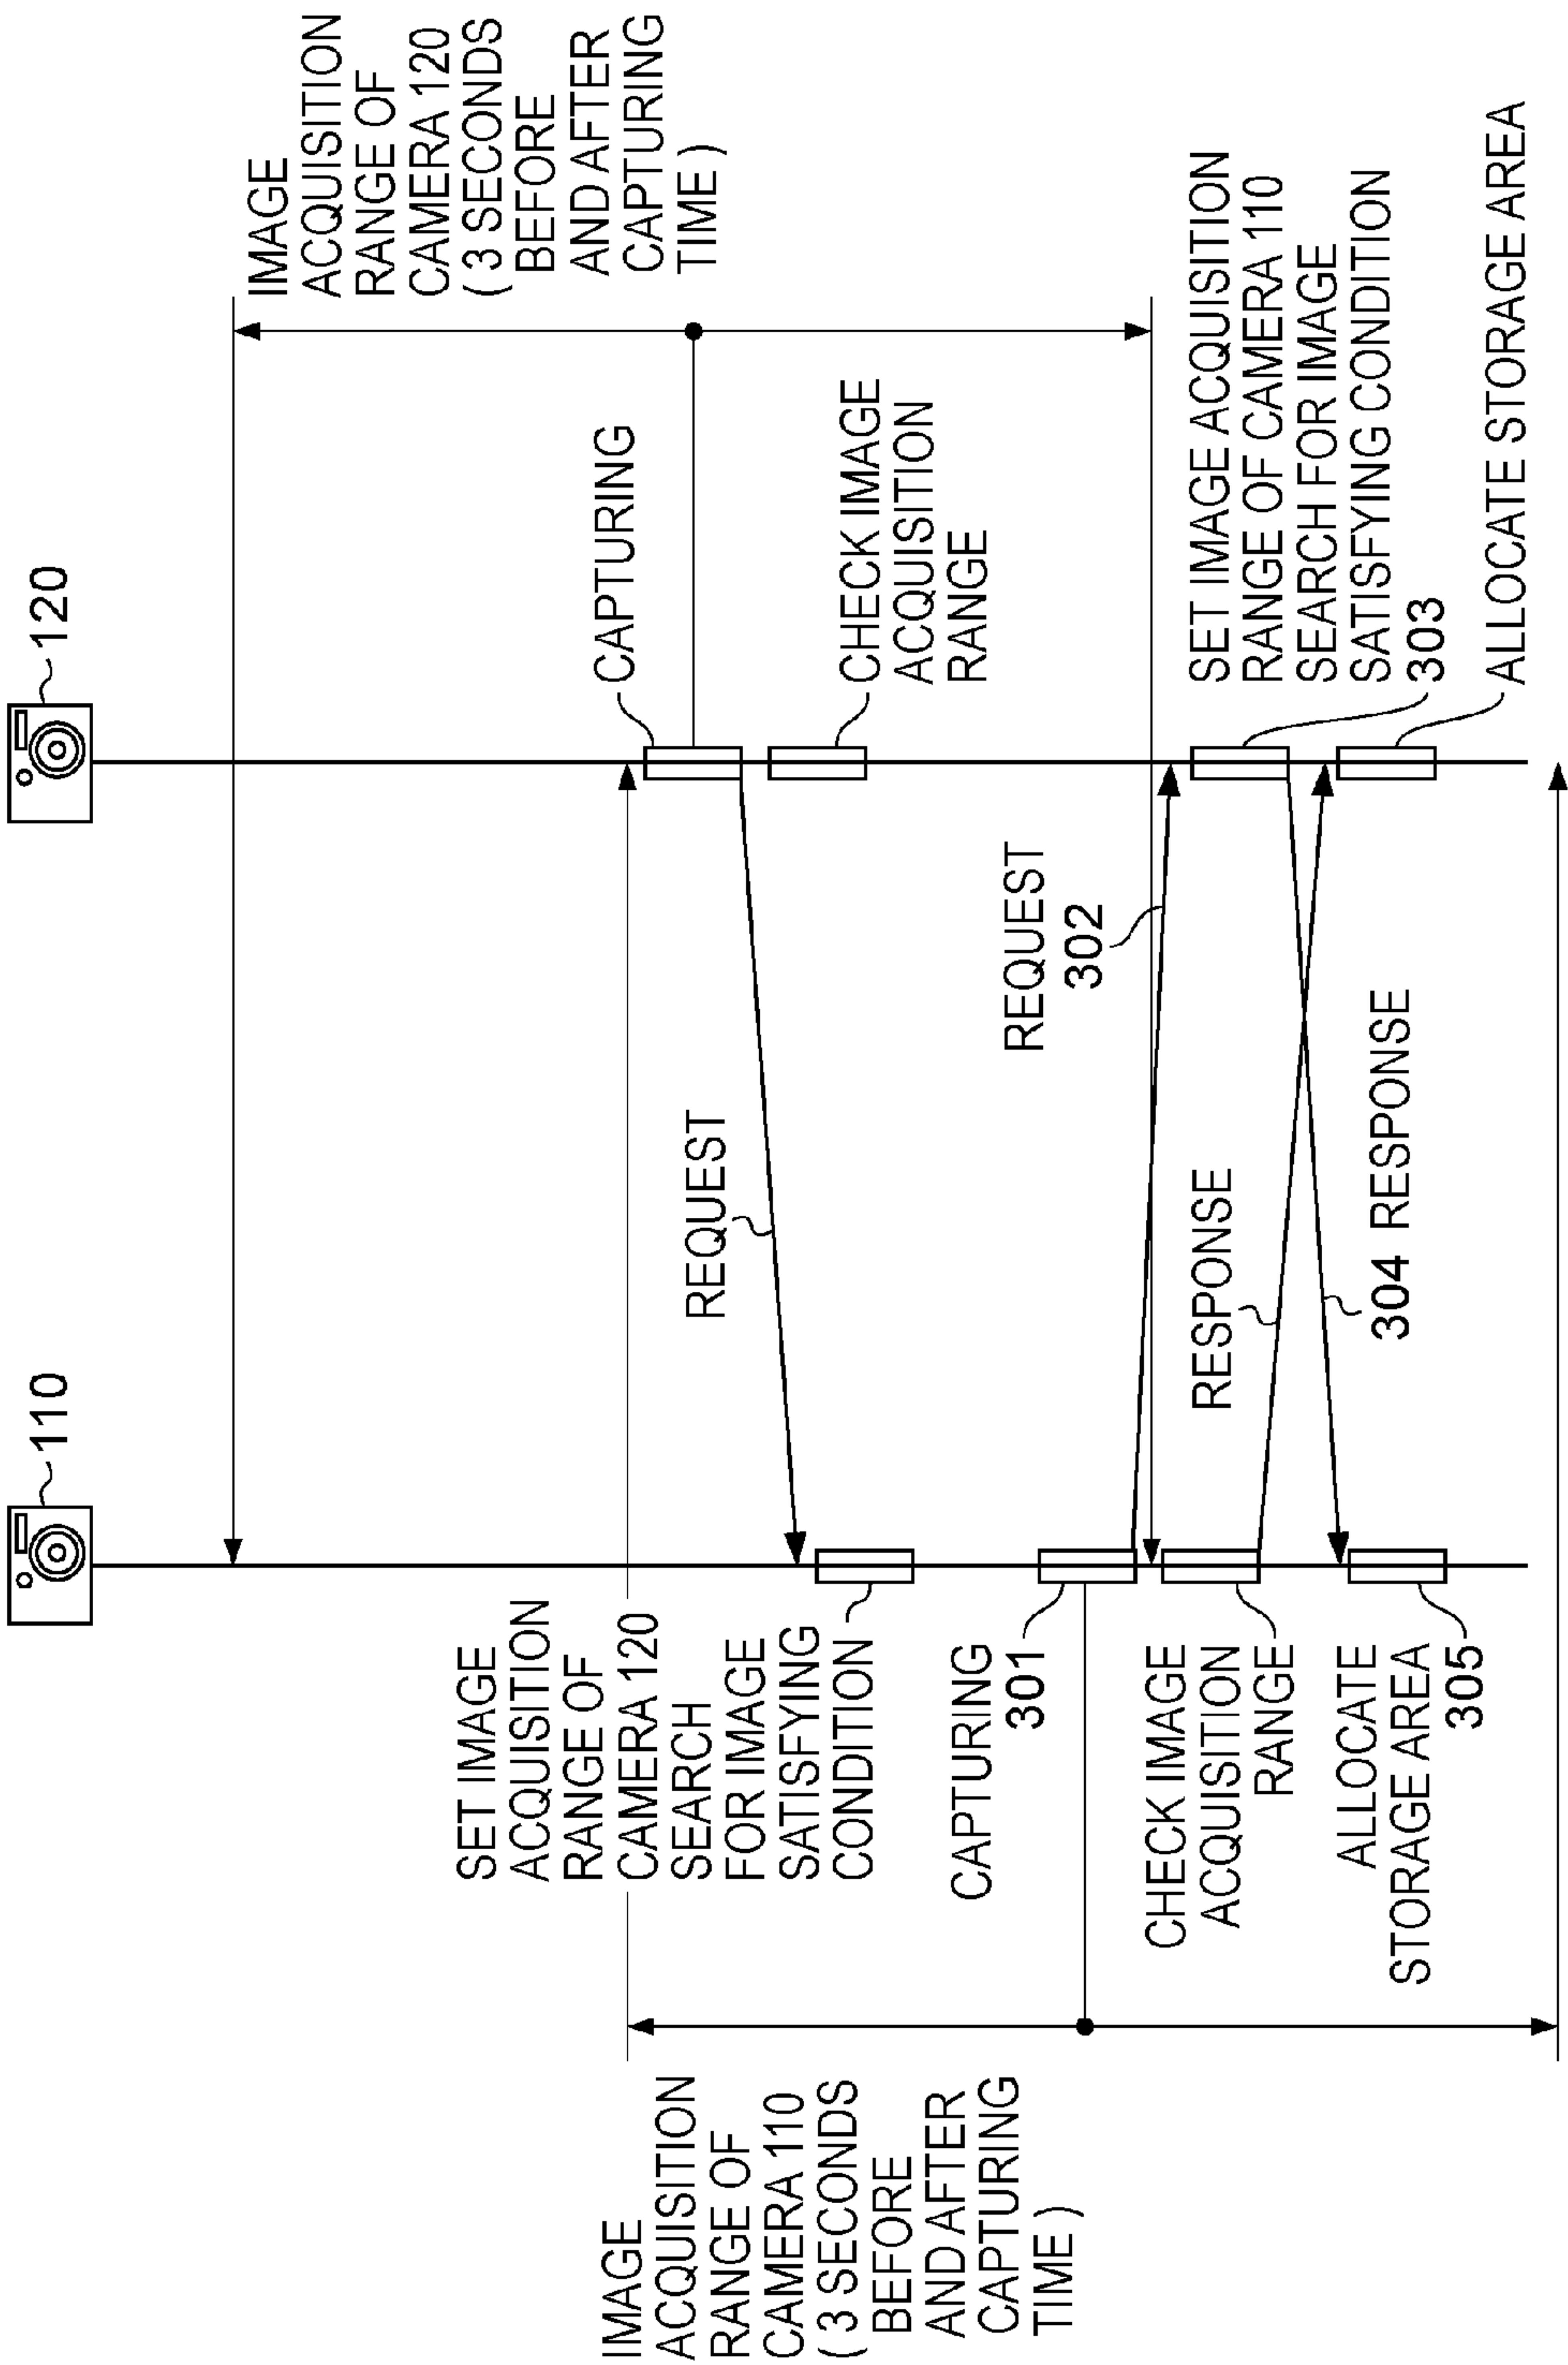 110
120
IMAGE
ACQUISITION
RANGE OF
CAMERA 120
( 3 SECONDS
BEFORE
AND AFTER
CAPTURING
TIME )
SET IMAGE
ACQUISITION
RANGE OF
CAMERA 120
SEARCH
FOR IMAGE
SATISFYING
CONDITION
CAPTURING
REQUEST
CHECK IMAGE
ACQUISITION
RANGE
IMAGE
ACQUISITION
RANGE OF
CAMERA 110
( 3 SECONDS
BEFORE
AND AFTER
CAPTURING
TIME )
CAPTURING
301
REQUEST
302
CHECK IMAGE
ACQUISITION
RANGE
RESPONSE
SET IMAGE ACQUISITION
RANGE OF CAMERA 110
SEARCH FOR IMAGE
SATISFYING CONDITION
303
ALLOCATE
STORAGE AREA
305
304 RESPONSE
ALLOCATE STORAGE AREA